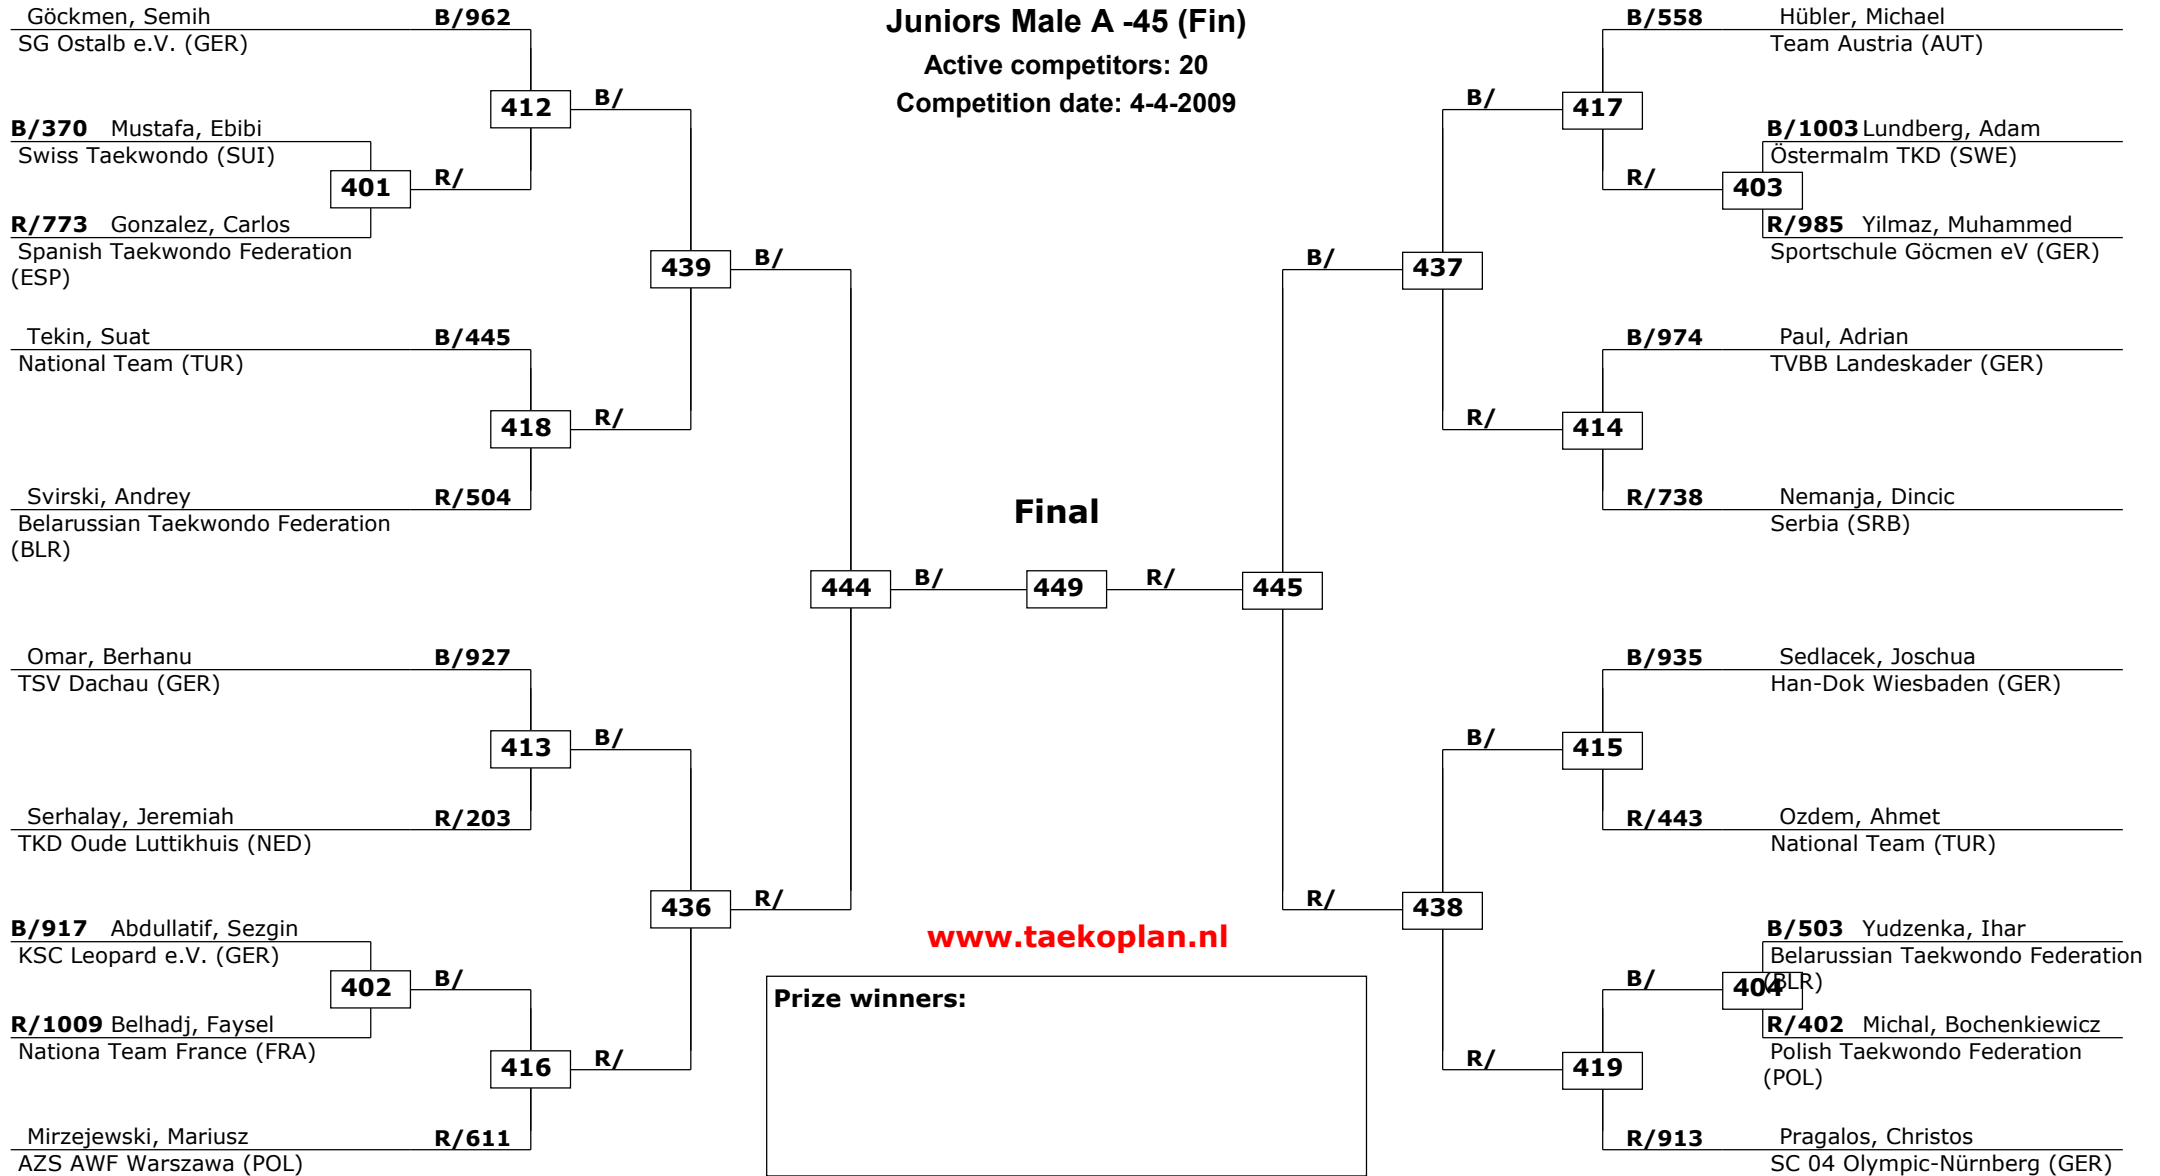 Juniors Male A -45 (Fin)
Active competitors: 20
Competition date: 4-4-2009
Göckmen, Semih B/962
SG Ostalb e.V. (GER)
412 B/
B/370 Mustafa, Ebibi
Swiss Taekwondo (SUI)
401 R/
R/773 Gonzalez, Carlos
Spanish Taekwondo Federation
(ESP)
439 B/
Tekin, Suat B/445
National Team (TUR)
418 R/
Svirski, Andrey R/504
Belarussian Taekwondo Federation
(BLR)
Omar, Berhanu B/927
TSV Dachau (GER)
413 B/
Serhalay, Jeremiah R/203
TKD Oude Luttikhuis (NED)
436 R/
B/917 Abdullatif, Sezgin
KSC Leopard e.V. (GER)
402 B/
R/1009 Belhadj, Faysel
Nationa Team France (FRA)
416 R/
Mirzejewski, Mariusz R/611
AZS AWF Warszawa (POL)
Final
444 B/ 449 R/ 445
www.taekoplan.nl
Prize winners:
B/558 Hübler, Michael
Team Austria (AUT)
B/ 417
B/1003 Lundberg, Adam
Östermalm TKD (SWE)
R/ 403
R/985 Yilmaz, Muhammed
Sportschule Göcmen eV (GER)
B/ 437
B/974 Paul, Adrian
TVBB Landeskader (GER)
R/ 414
R/738 Nemanja, Dincic
Serbia (SRB)
B/935 Sedlacek, Joschua
Han-Dok Wiesbaden (GER)
B/ 415
R/443 Ozdem, Ahmet
National Team (TUR)
R/ 438
B/503 Yudzenka, Ihar
Belarussian Taekwondo Federation
(BLR)
B/ 404
R/402 Michal, Bochenkiewicz
Polish Taekwondo Federation
(POL)
R/ 419
R/913 Pragalos, Christos
SC 04 Olympic-Nürnberg (GER)